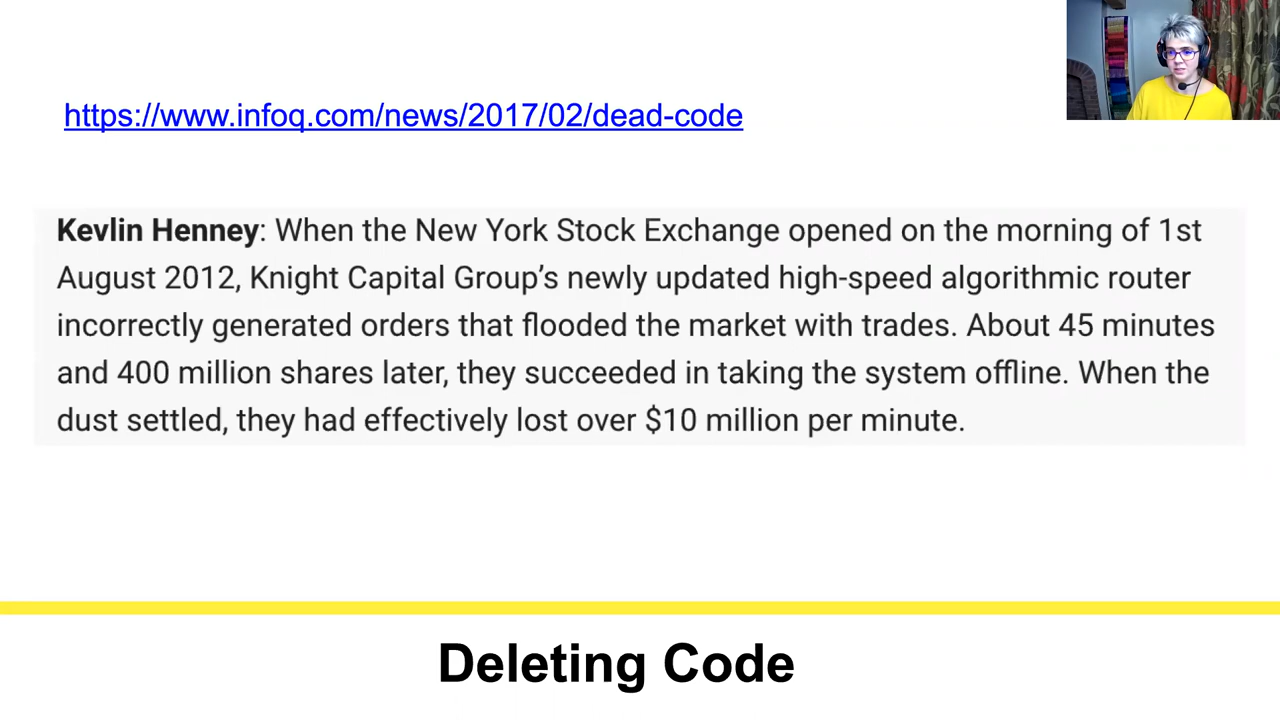 https://www.infoq.com/news/2017/02/dead-code
Kevlin Henney: When the New York Stock Exchange opened on the morning of 1st
August 2012, Knight Capital Group’s newly updated high-speed algorithmic router
incorrectly generated orders that flooded the market with trades. About 45 minutes
and 400 million shares later, they succeeded in taking the system offline. When the
dust settled, they had effectively lost over $10 million per minute.
Deleting Code